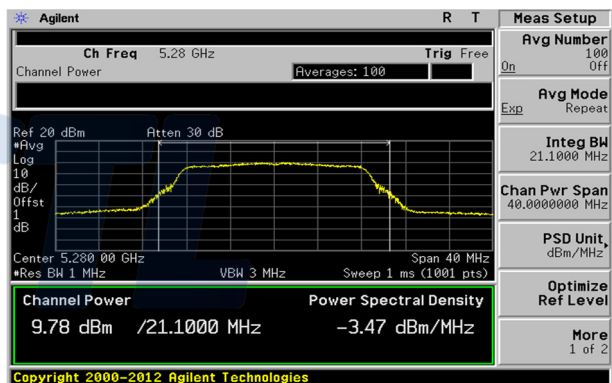 Agilent R T Meas Setup
Ch Freq 5.28 GHz Trig Free
Channel Power Averages: 100
Avg Number
100
On Off
Avg Mode
Exp Repeat
Integ BW
21.1000 MHz
Chan Pwr Span
40.0000000 MHz
PSD Unit
dBm/MHz
Optimize
Ref Level
More
1 of 2
Ref 20 dBm Atten 30 dB
#Avg
Log
10
dB/
Offst
1
dB
Center 5.280 00 GHz Span 40 MHz
#Res BW 1 MHz VBW 3 MHz Sweep 1 ms (1001 pts)
Channel Power Power Spectral Density
9.78 dBm /21.1000 MHz -3.47 dBm/MHz
Copyright 2000-2012 Agilent Technologies